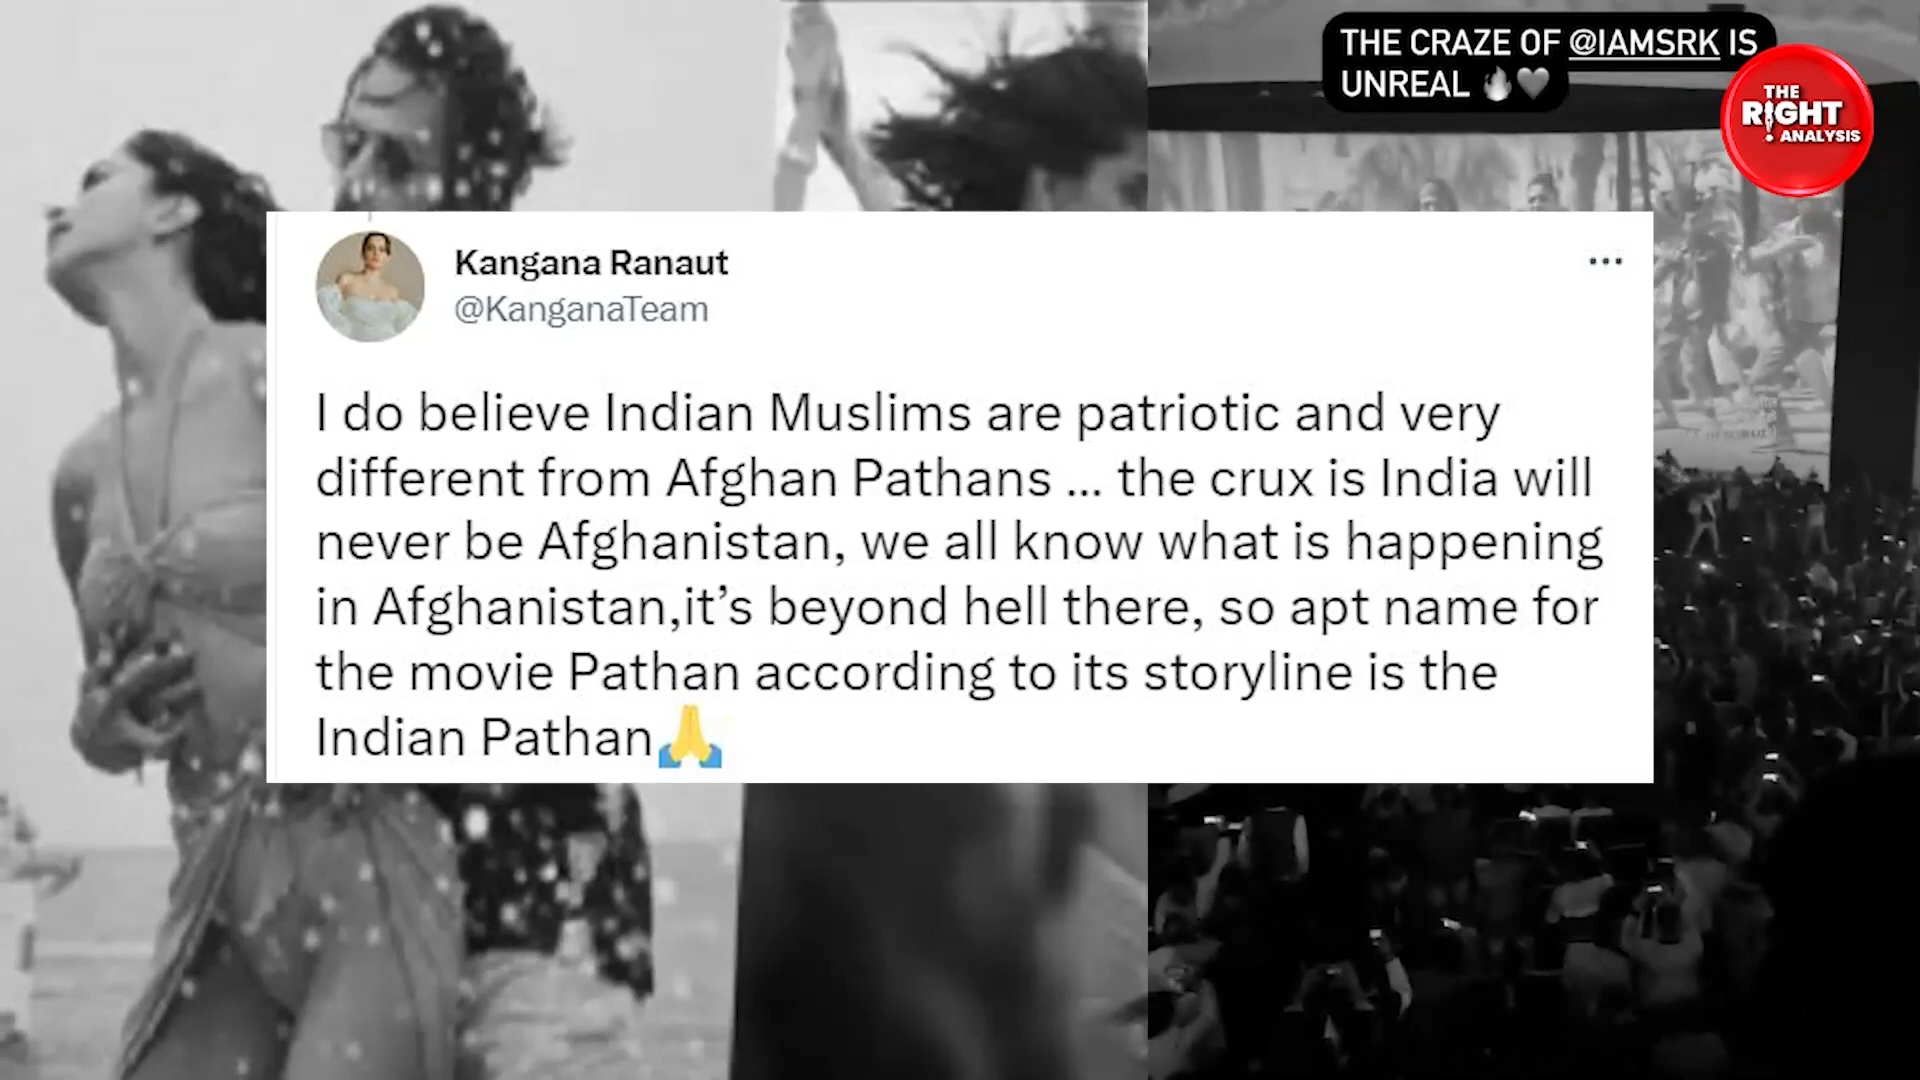 THE CRAZE OF @IAMSRK IS
UNREAL 🔥🖤
THE
RIGHT
ANALYSIS
Kangana Ranaut
@KanganaTeam
I do believe Indian Muslims are patriotic and very
different from Afghan Pathans ... the crux is India will
never be Afghanistan, we all know what is happening
in Afghanistan,it’s beyond hell there, so apt name for
the movie Pathan according to its storyline is the
Indian Pathan🙏